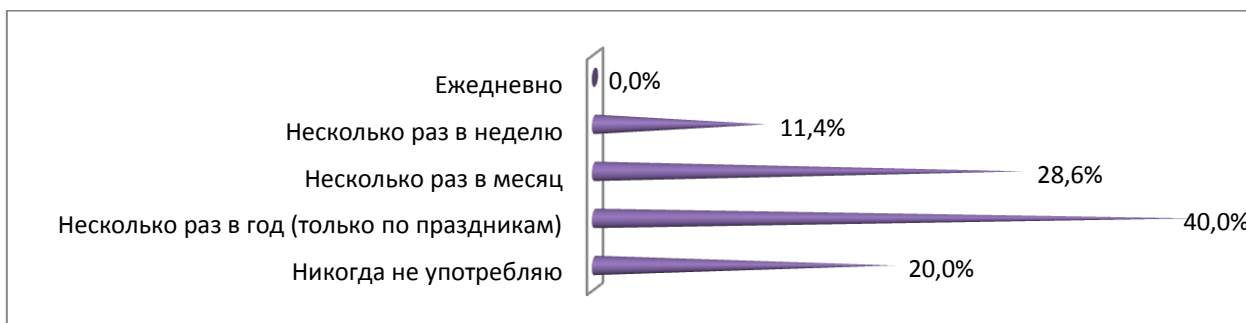 Ежедневно 0,0%
Несколько раз в неделю 11,4%
Несколько раз в месяц 28,6%
Несколько раз в год (только по праздникам) 40,0%
Никогда не употребляю 20,0%